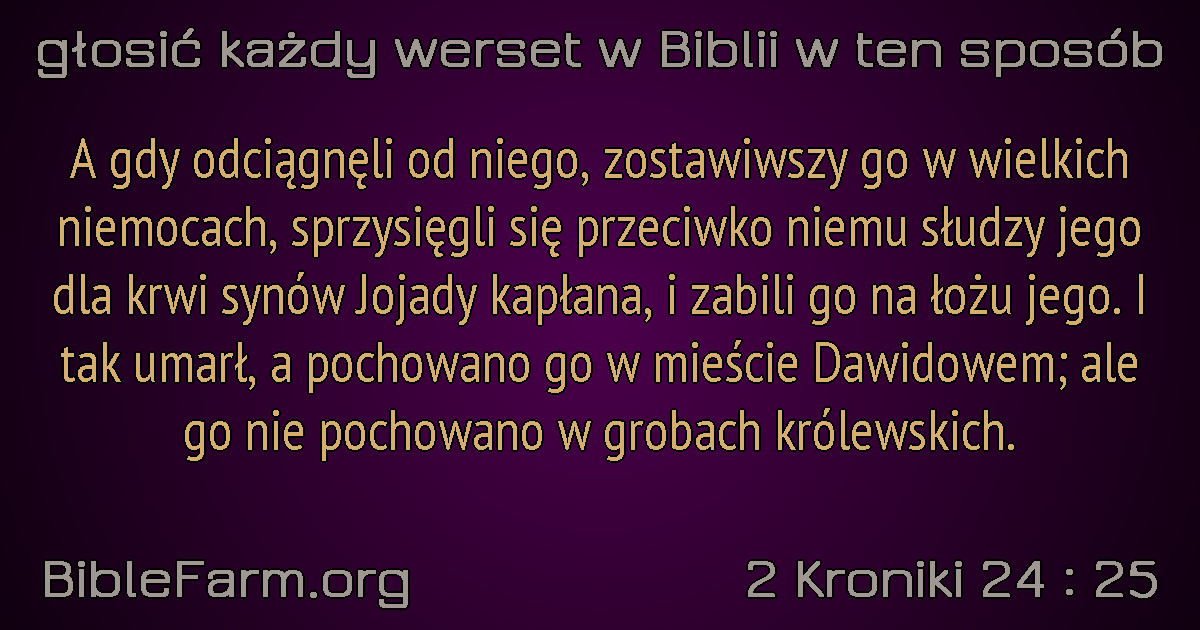 głosić każdy werset w Biblii w ten sposób
A gdy odciągnęli od niego, zostawiwszy go w wielkich
niemocach, sprzysięgli się przeciwko niemu słudzy jego
dla krwi synów Jojady kapłana, i zabili go na łożu jego. I
tak umarł, a pochowano go w mieście Dawidowem; ale
go nie pochowano w grobach królewskich.
BibleFarm.org
2 Kroniki 24 : 25